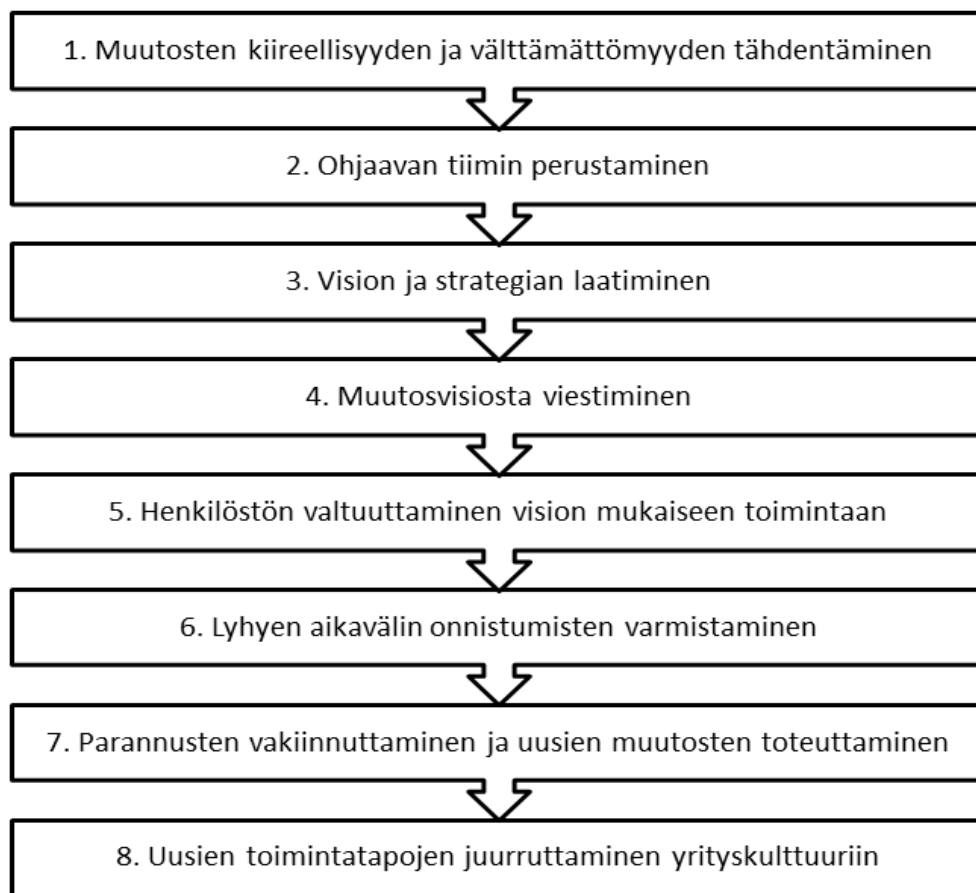 1. Muutosten kiireellisyyden ja välttämättömyyden tähdentäminen
2. Ohjaavan tiimin perustaminen
3. Vision ja strategian laatiminen
4. Muutosvisiosta viestiminen
5. Henkilöstön valtuuttaminen vision mukaiseen toimintaan
6. Lyhyen aikavälin onnistumisten varmistaminen
7. Parannusten vakiinnuttaminen ja uusien muutosten toteuttaminen
8. Uusien toimintatapojen juurruttaminen yrityskulttuuriin